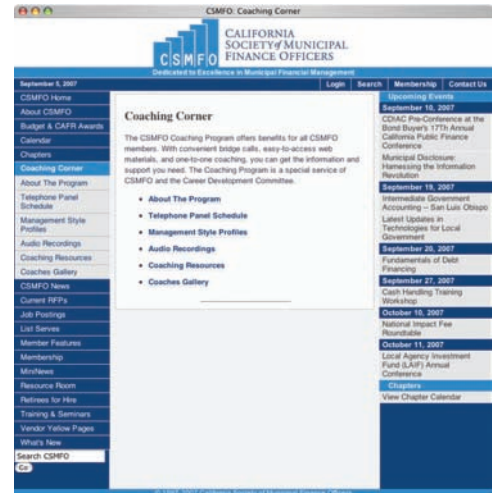 CSMFO: Coaching Corner
CSMFO
CALIFORNIA
SOCIETY of MUNICIPAL
FINANCE OFFICERS
Dedicated to Excellence in Municipal Financial Management
September 5, 2007
Login
Search
Membership
Contact Us
CSMFO Home
About CSMFO
Budget & CAFR Awards
Calendar
Chapters
Coaching Corner
About The Program
Telephone Panel
Schedule
Management Style
Profiles
Audio Recordings
Coaching Resources
Coaches Gallery
CSMFO News
Current RFPs
Job Postings
List Serves
Member Features
Membership
MiniNews
Resource Room
Retirees for Hire
Training & Seminars
Vendor Yellow Pages
What's New
Search CSMFO
Go
Coaching Corner
The CSMFO Coaching Program offers benefits for all CSMFO
members. With convenient bridge calls, easy-to-access web
materials, and one-to-one coaching, you can get the information and
support you need. The Coaching Program is a special service of
CSMFO and the Career Development Committee.
• About The Program
• Telephone Panel Schedule
• Management Style Profiles
• Audio Recordings
• Coaching Resources
• Coaches Gallery
Upcoming Events
September 10, 2007
CDIAC Pre-Conference at the
Bond Buyer's 17Th Annual
California Public Finance
Conference
Municipal Disclosure:
Harnessing the Information
Revolution
September 19, 2007
Intermediate Government
Accounting -- San Luis Obispo
Latest Updates in
Technologies for Local
Government
September 20, 2007
Fundamentals of Debt
Financing
September 27, 2007
Cash Handling Training
Workshop
October 10, 2007
National Impact Fee
Roundtable
October 11, 2007
Local Agency Investment
Fund (LAIF) Annual
Conference
Chapters
View Chapter Calendar